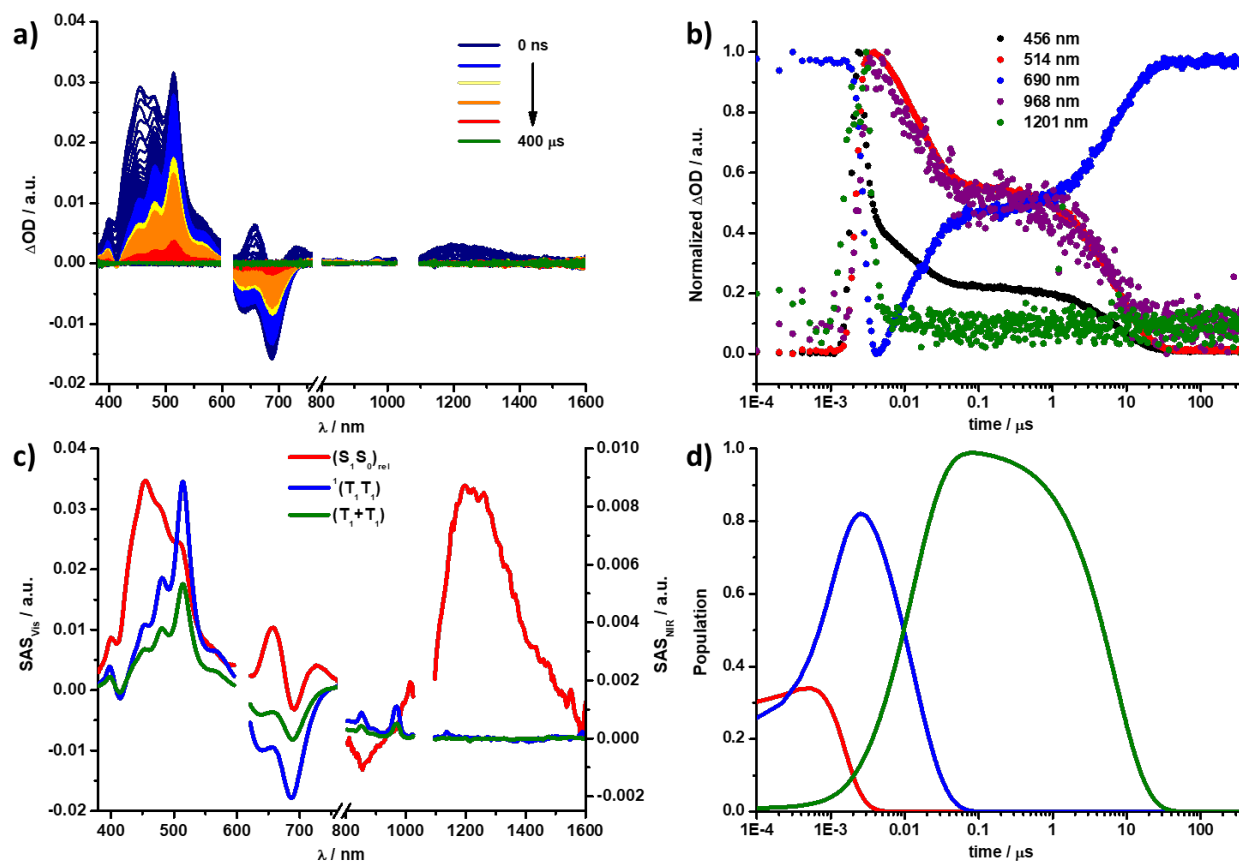 a)
0.04
0.03
0.02
0.01
0.00
-0.01
-0.02
ΔOD / a.u.
0 ns
400 μs
400 500 600 700 800 1000 1200 1400 1600
λ / nm
b)
1.0
0.8
0.6
0.4
0.2
0.0
Normalized ΔOD / a.u.
456 nm
514 nm
690 nm
968 nm
1201 nm
1E-4 1E-3 0.01 0.1 1 10 100
time / μs
c)
0.04
0.03
0.02
0.01
0.00
-0.01
-0.02
SAS_Vis / a.u.
(S₁S₀)rel
¹(T₁T₁)
(T₁+T₁)
0.010
0.008
0.006
0.004
0.002
0.000
-0.002
SAS_NIR / a.u.
400 500 600 700 800 1000 1200 1400 1600
λ / nm
d)
1.0
0.8
0.6
0.4
0.2
0.0
Population
1E-4 1E-3 0.01 0.1 1 10 100
time / μs